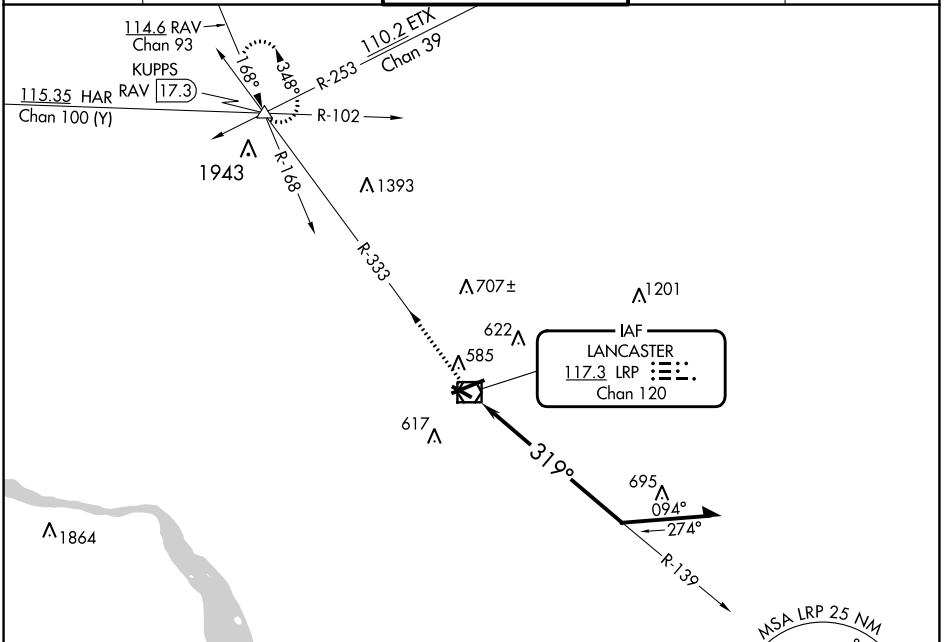 114.6 RAV
Chan 93
110.2 ETX
Chan 39
R-253
168°
348°
KUPPS
RAV 17.3
115.35 HAR
Chan 100 (Y)
R-102
1943
R-168
1393
R-333
707±
1201
622
585
IAF
LANCASTER
117.3 LRP
Chan 120
617
319°
695
094°
274°
1864
R-139
MSA LRP 25 NM